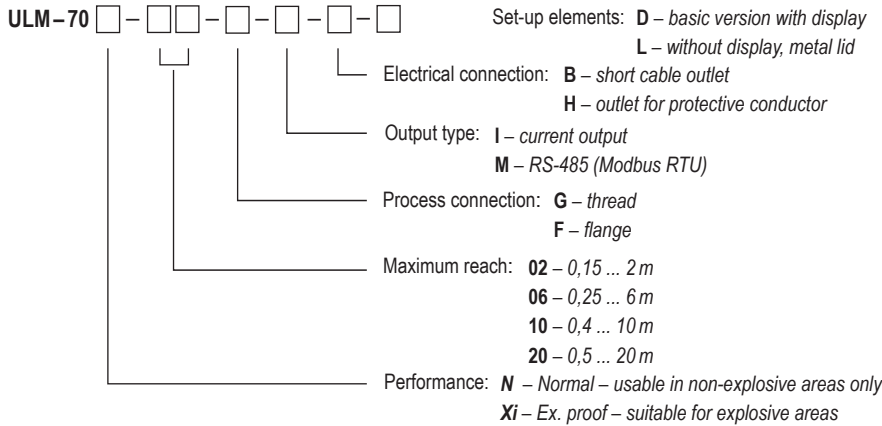 ULM–70 □ – □□ – □ – □ – □ – □ Set-up elements: D – basic version with display
L – without display, metal lid
Electrical connection: B – short cable outlet
H – outlet for protective conductor
Output type: I – current output
M – RS-485 (Modbus RTU)
Process connection: G – thread
F – flange
Maximum reach: 02 – 0,15 ... 2 m
06 – 0,25 ... 6 m
10 – 0,4 ... 10 m
20 – 0,5 ... 20 m
Performance: N – Normal – usable in non-explosive areas only
Xi – Ex. proof – suitable for explosive areas